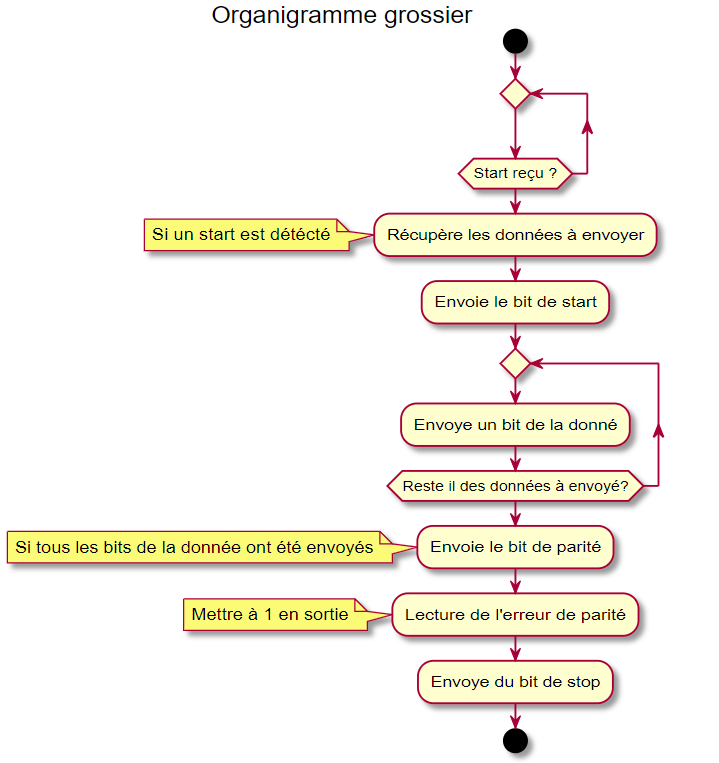 Organigramme grossier
Start reçu ?
Si un start est détécté
Récupère les données à envoyer
Envoie le bit de start
Envoye un bit de la donné
Reste il des données à envoyé?
Si tous les bits de la donnée ont été envoyés
Envoie le bit de parité
Mettre à 1 en sortie
Lecture de l'erreur de parité
Envoye du bit de stop